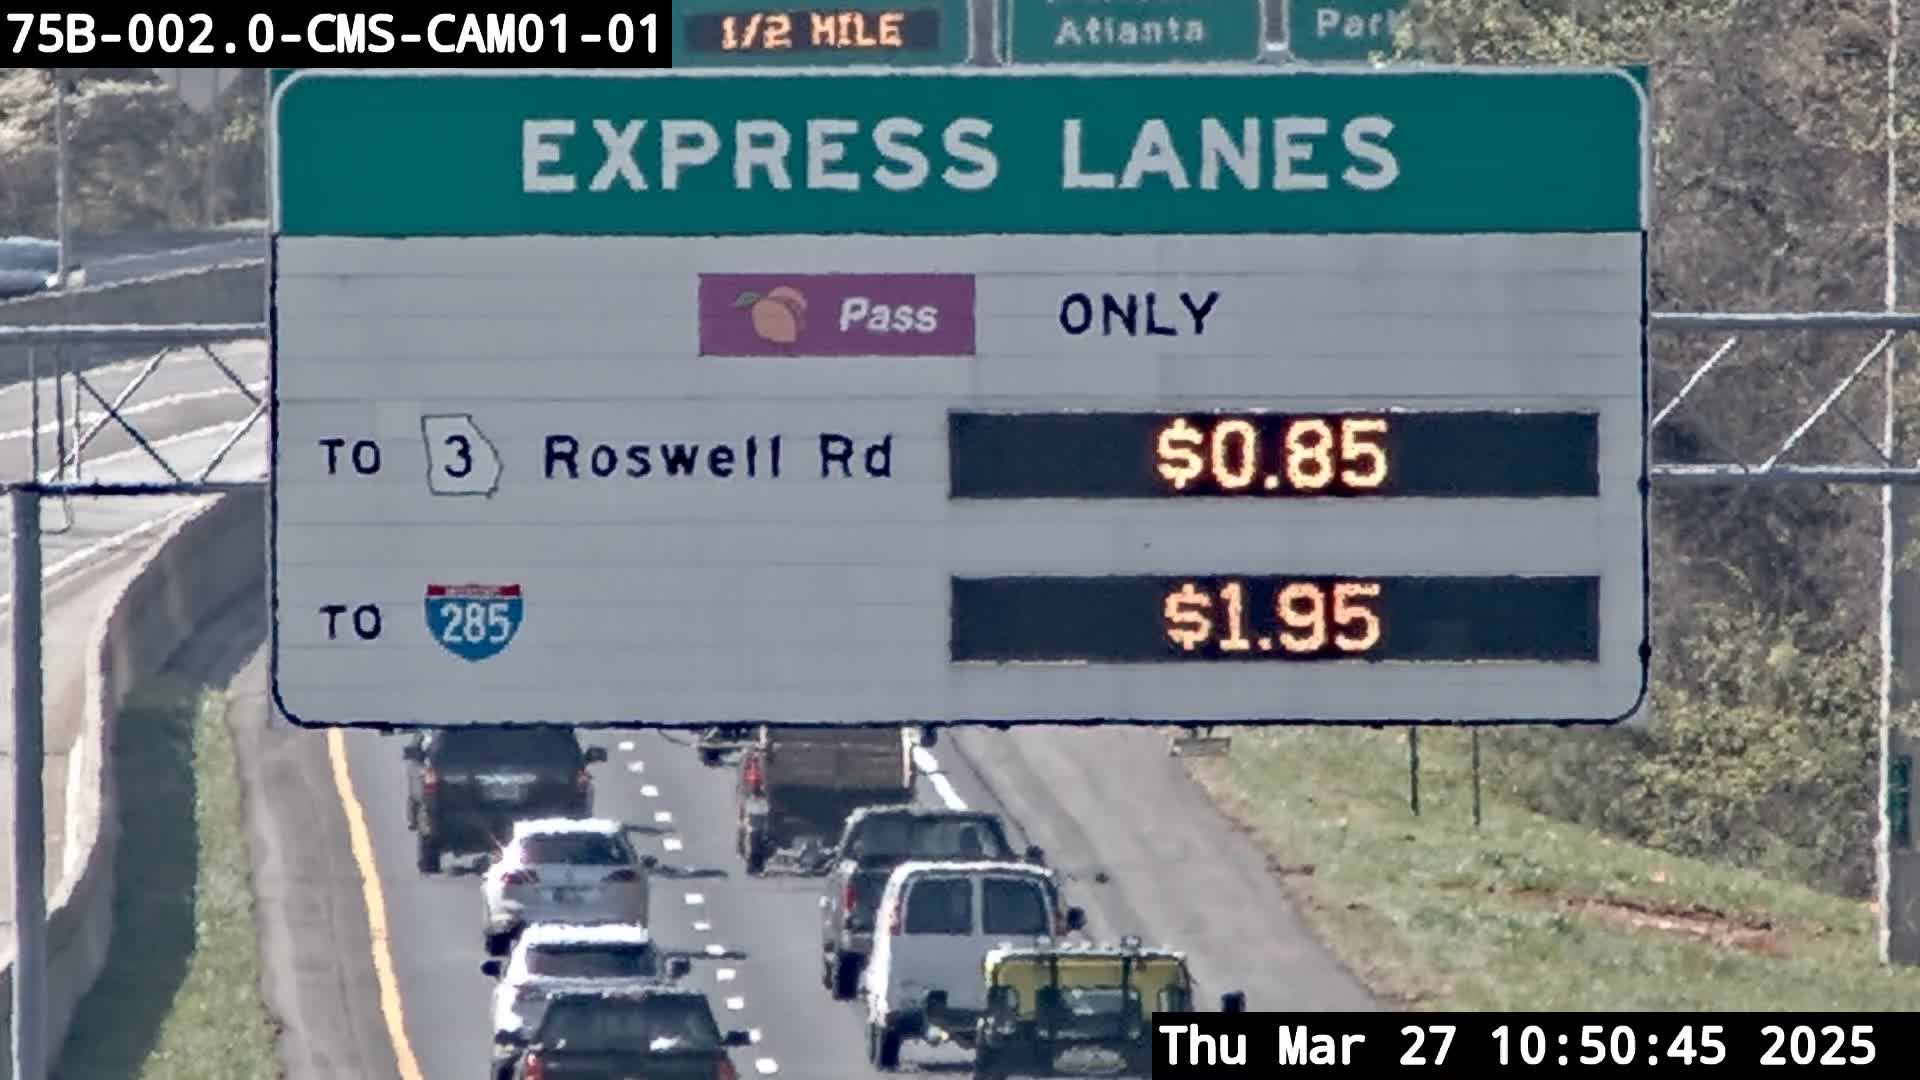 75B-002.0-CMS-CAM01-01
1/2 MILE
Atlanta
EXPRESS LANES
Pass ONLY
TO 3 Roswell Rd $0.85
TO 285 $1.95
Thu Mar 27 10:50:45 2025